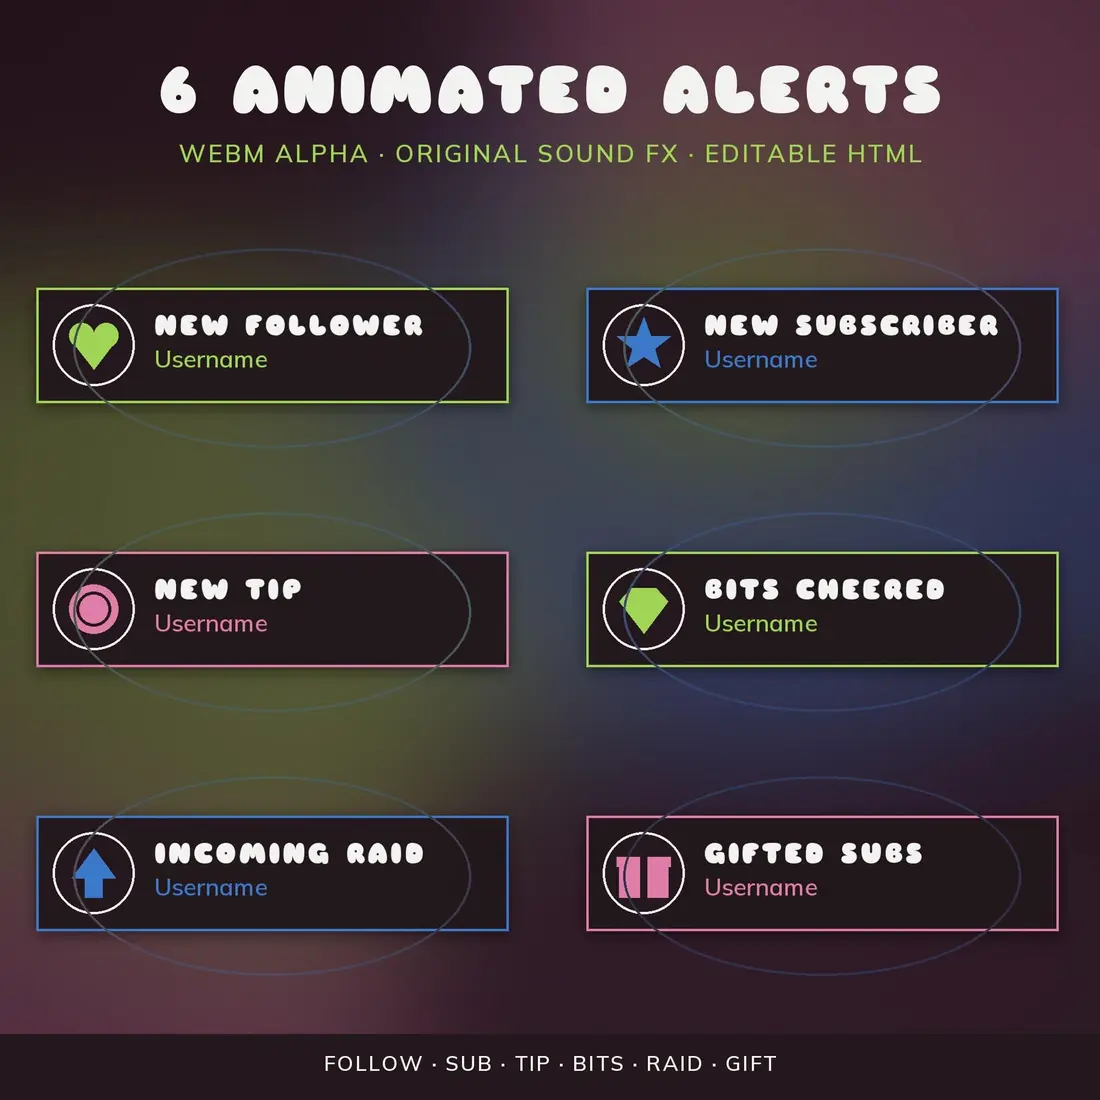 6 ANIMATED ALERTS
WEBM ALPHA · ORIGINAL SOUND FX · EDITABLE HTML
NEW FOLLOWER
Username
NEW SUBSCRIBER
Username
NEW TIP
Username
BITS CHEERED
Username
INCOMING RAID
Username
GIFTED SUBS
Username
FOLLOW · SUB · TIP · BITS · RAID · GIFT